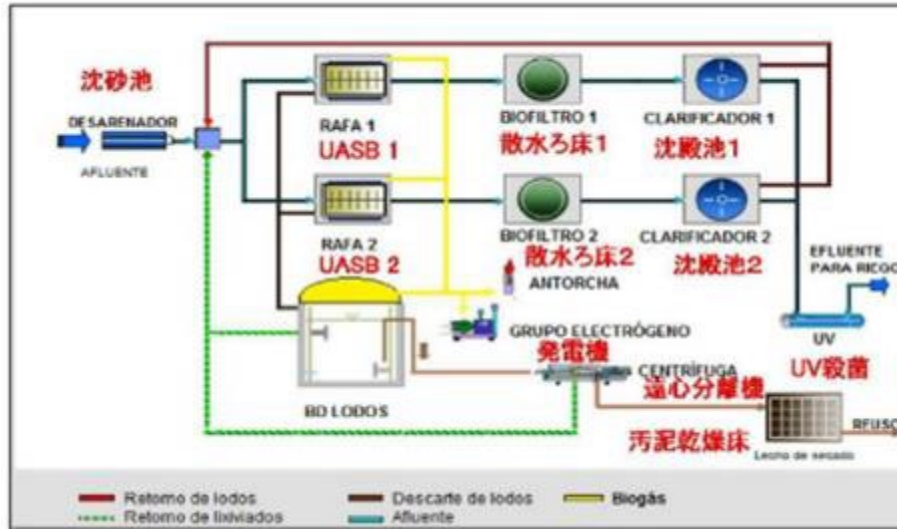 沈砂池
DESARENADOR
AFLUENTE
RAFA 1
UASB 1
BIOFILTRO 1
散水ろ床1
CLARIFICADOR 1
沈殿池1
RAFA 2
UASB 2
BIOFILTRO 2
散水ろ床2
CLARIFICADOR 2
沈殿池2
EFLUENTE
PARA RIEGO
ANTORCHA
GRUPO ELECTRÓGENO
発電機
UV
UV殺菌
CENTRÍFUGA
遠心分離機
BD LODOS
汚泥乾燥床
REUSO
Lecho de secado
Retorno de lodos
Descarte de lodos
Biogás
Retorno de lixiviados
Afluente